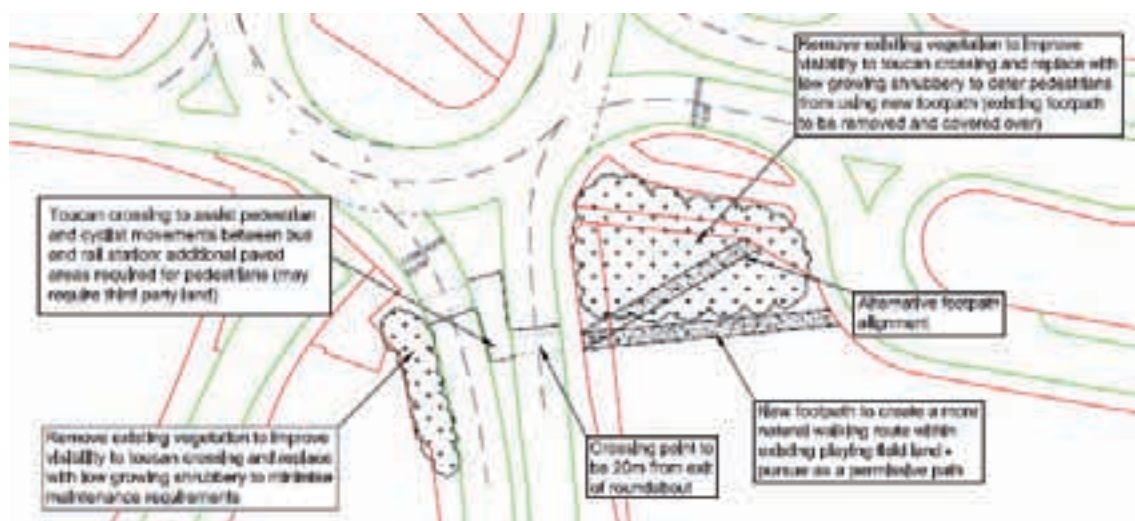 Remove existing vegetation to improve
visibility to toucan crossing and replace with
low growing shrubbery to deter pedestrians
from using new footpath (existing footpath
to be removed and covered over)
Toucan crossing to assist pedestrian
and cyclist movements between bus
and rail station: additional paved
areas required for pedestrians (may
require third party land)
Alternative footpath
alignment
Remove existing vegetation to improve
visibility to toucan crossing and replace
with low growing shrubbery to minimise
maintenance requirements
Crossing point to
be 20m from exit
of roundabout
New footpath to create a more
natural walking route within
existing playing field land -
pursue as a permissive path